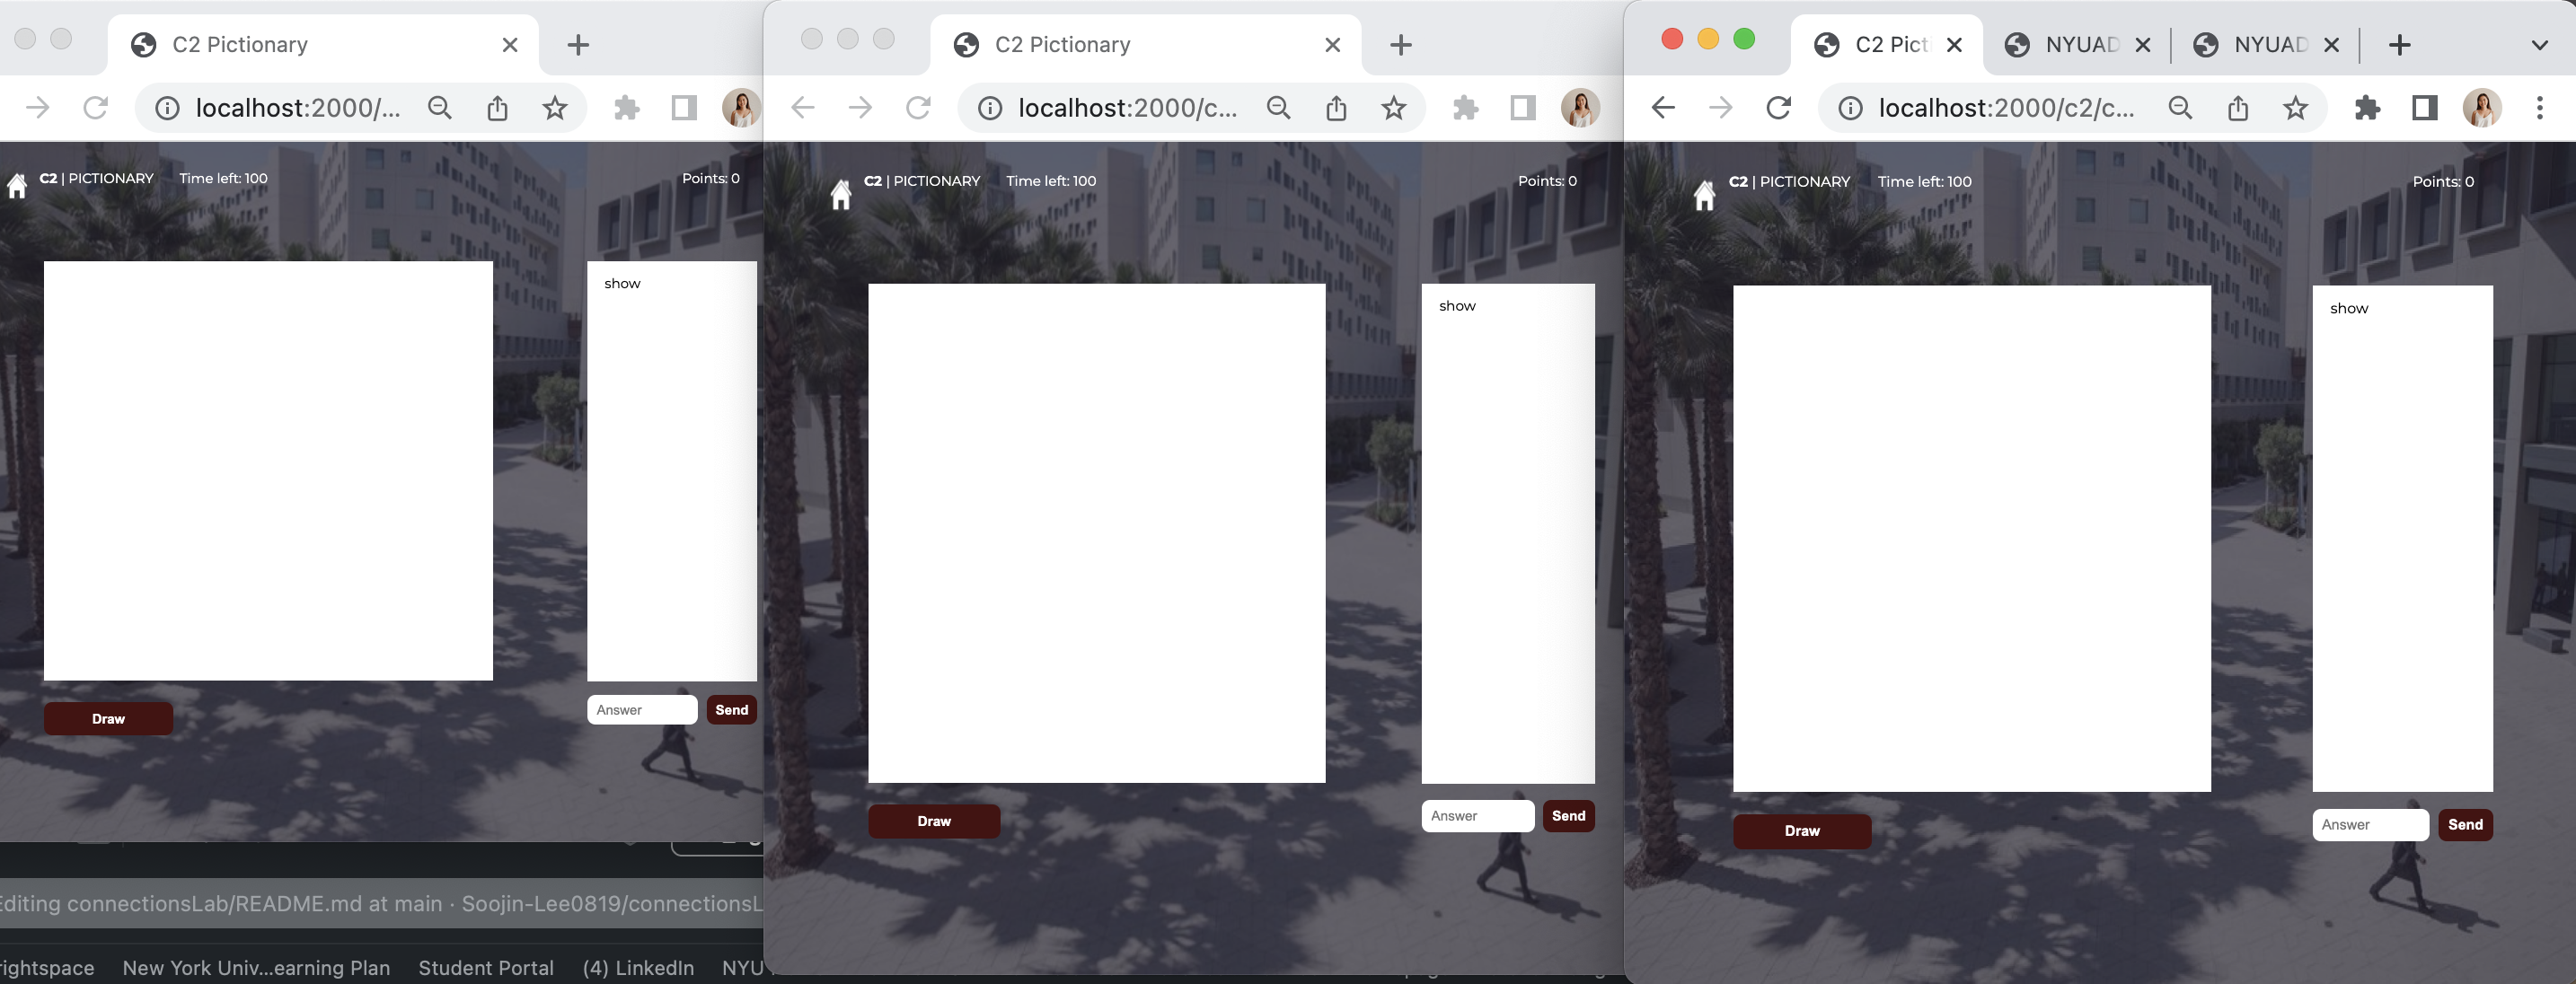 C2 Pictionary
localhost:2000/...
C2 | PICTIONARY Time left: 100 Points: 0
show
Answer Send
Draw
Editing connectionsLab/README.md at main · Soojin-Lee0819/connectionsL
rightspace New York Univ...earning Plan Student Portal (4) LinkedIn NYU
C2 Pictionary
localhost:2000/c...
C2 | PICTIONARY Time left: 100 Points: 0
show
Answer Send
Draw
C2 Picti NYUAD NYUAD
localhost:2000/c2/c...
C2 | PICTIONARY Time left: 100 Points: 0
show
Answer Send
Draw